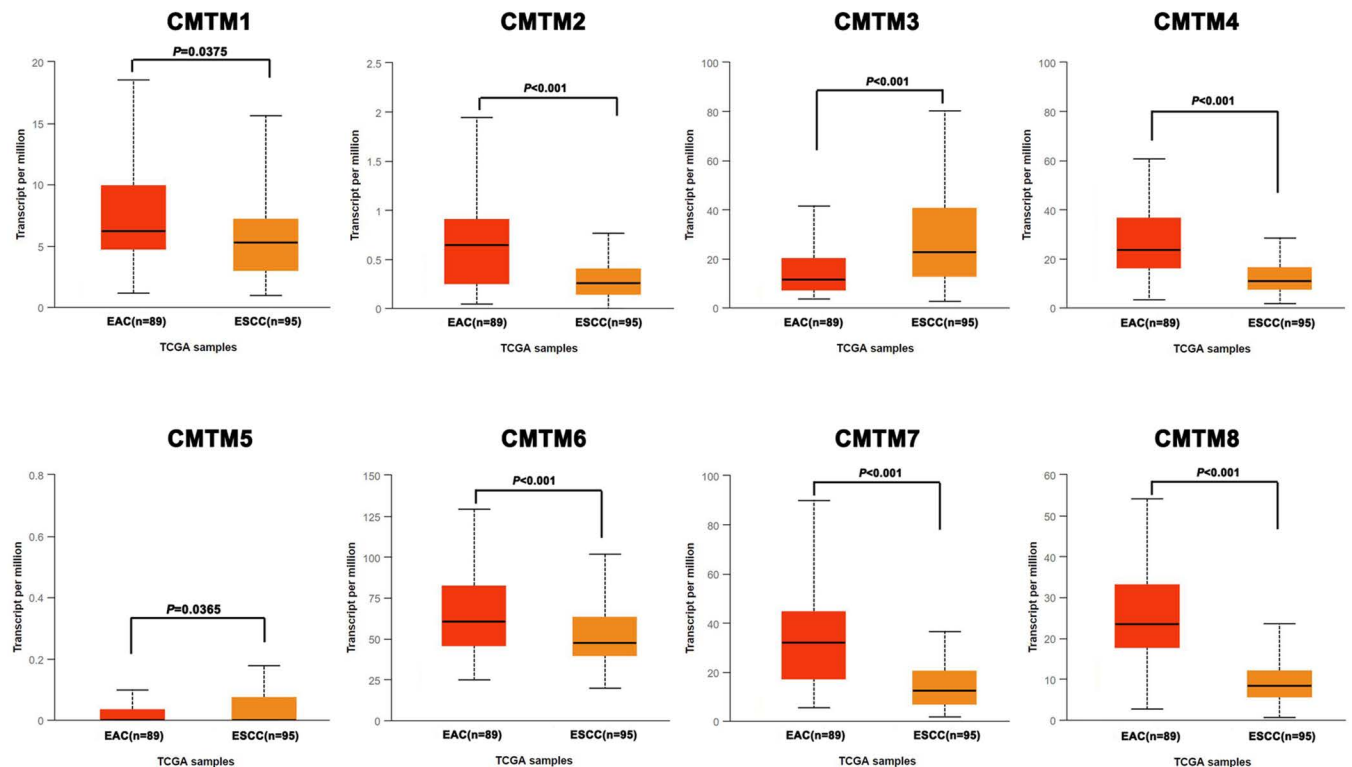 CMTM1
P=0.0375
Transcript per million
20
15
10
5
0
EAC(n=89) ESCC(n=95)
TCGA samples
CMTM2
P<0.001
Transcript per million
2.5
2
1.5
1
0.5
0
EAC(n=89) ESCC(n=95)
TCGA samples
CMTM3
P<0.001
Transcript per million
100
80
60
40
20
0
EAC(n=89) ESCC(n=95)
TCGA samples
CMTM4
P<0.001
Transcript per million
100
80
60
40
20
0
EAC(n=89) ESCC(n=95)
TCGA samples
CMTM5
P=0.0365
Transcript per million
0.8
0.6
0.4
0.2
0
EAC(n=89) ESCC(n=95)
TCGA samples
CMTM6
P<0.001
Transcript per million
150
125
100
75
50
25
0
EAC(n=89) ESCC(n=95)
TCGA samples
CMTM7
P<0.001
Transcript per million
100
80
60
40
20
0
EAC(n=89) ESCC(n=95)
TCGA samples
CMTM8
P<0.001
Transcript per million
60
50
40
30
20
10
0
EAC(n=89) ESCC(n=95)
TCGA samples